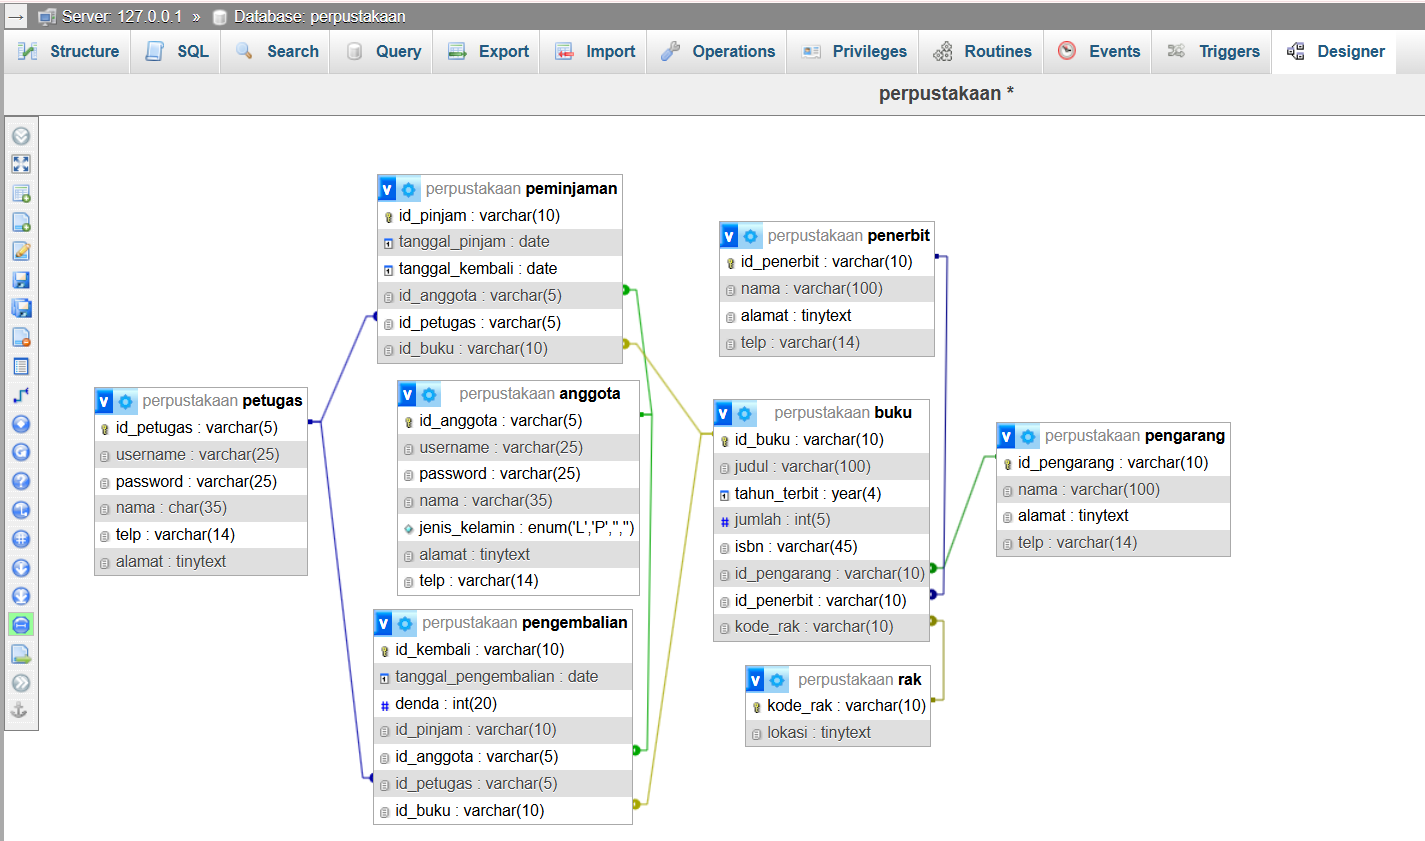 Server: 127.0.0.1 » Database: perpustakaan
Structure SQL Search Query Export Import Operations Privileges Routines Events Triggers Designer
perpustakaan *
perpustakaan peminjaman
id_pinjam : varchar(10)
tanggal_pinjam : date
tanggal_kembali : date
id_anggota : varchar(5)
id_petugas : varchar(5)
id_buku : varchar(10)
perpustakaan penerbit
id_penerbit : varchar(10)
nama : varchar(100)
alamat : tinytext
telp : varchar(14)
perpustakaan petugas
id_petugas : varchar(5)
username : varchar(25)
password : varchar(25)
nama : char(35)
telp : varchar(14)
alamat : tinytext
perpustakaan anggota
id_anggota : varchar(5)
username : varchar(25)
password : varchar(25)
nama : varchar(35)
jenis_kelamin : enum('L','P','','')
alamat : tinytext
telp : varchar(14)
perpustakaan buku
id_buku : varchar(10)
judul : varchar(100)
tahun_terbit : year(4)
jumlah : int(5)
isbn : varchar(45)
id_pengarang : varchar(10)
id_penerbit : varchar(10)
kode_rak : varchar(10)
perpustakaan pengarang
id_pengarang : varchar(10)
nama : varchar(100)
alamat : tinytext
telp : varchar(14)
perpustakaan pengembalian
id_kembali : varchar(10)
tanggal_pengembalian : date
denda : int(20)
id_pinjam : varchar(10)
id_anggota : varchar(5)
id_petugas : varchar(5)
id_buku : varchar(10)
perpustakaan rak
kode_rak : varchar(10)
lokasi : tinytext